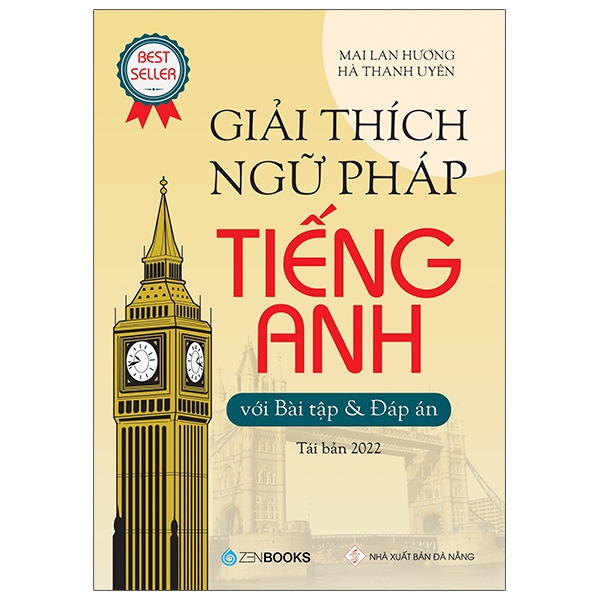 BEST
SELLER
MAI LAN HƯƠNG
HÀ THANH UYÊN
GIẢI THÍCH
NGỮ PHÁP
TIẾNG
ANH
với Bài tập & Đáp án
Tái bản 2022
ZENBOOKS
NHÀ XUẤT BẢN ĐÀ NẴNG